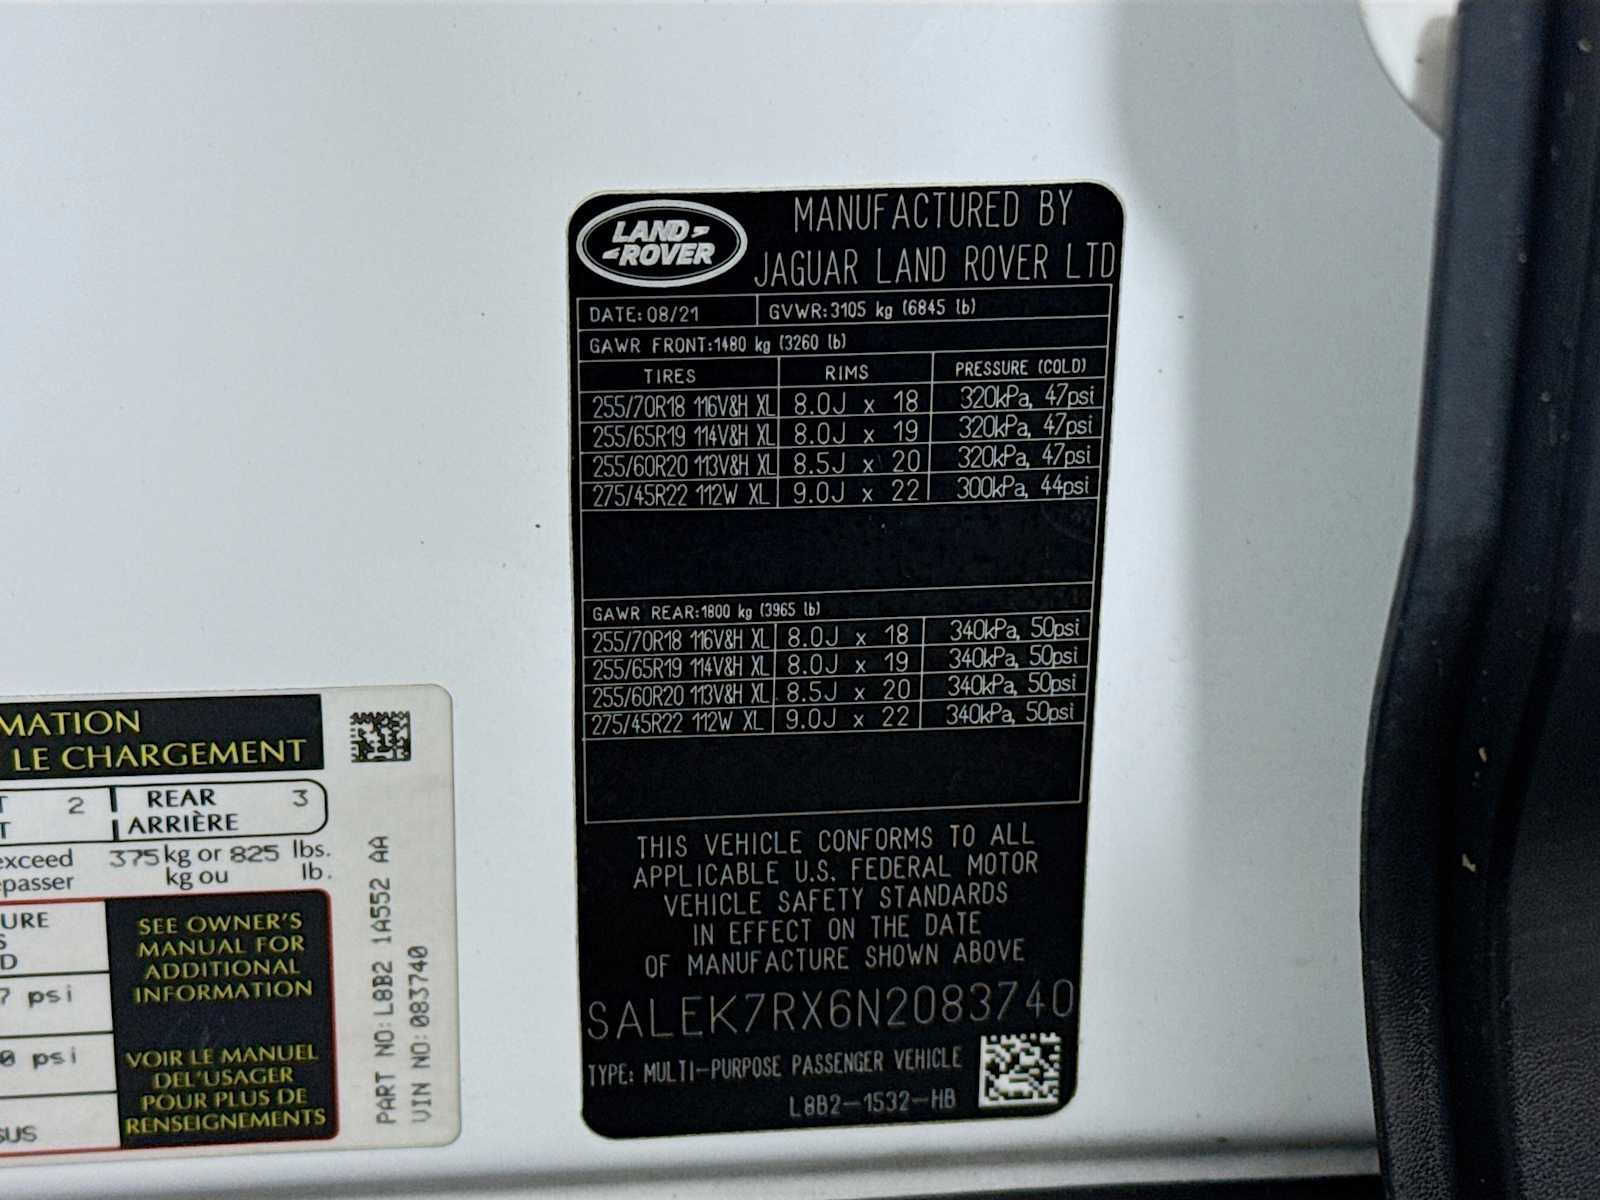 LAND ROVER
MANUFACTURED BY
JAGUAR LAND ROVER LTD
DATE: 08/21 GVWR: 3105 kg (6845 lb)
GAWR FRONT: 1480 kg (3260 lb)
TIRES RIMS PRESSURE (COLD)
255/70R18 116V&H XL 8.0J x 18 320kPa, 47psi
255/65R19 114V&H XL 8.0J x 19 320kPa, 47psi
255/60R20 113V&H XL 8.5J x 20 320kPa, 47psi
275/45R22 112W XL 9.0J x 22 300kPa, 44psi
GAWR REAR: 1800 kg (3965 lb)
255/70R18 116V&H XL 8.0J x 18 340kPa, 50psi
255/65R19 114V&H XL 8.0J x 19 340kPa, 50psi
255/60R20 113V&H XL 8.5J x 20 340kPa, 50psi
275/45R22 112W XL 9.0J x 22 340kPa, 50psi
THIS VEHICLE CONFORMS TO ALL
APPLICABLE U.S. FEDERAL MOTOR
VEHICLE SAFETY STANDARDS
IN EFFECT ON THE DATE
OF MANUFACTURE SHOWN ABOVE
SALEK7RX6N2083740
TYPE: MULTI-PURPOSE PASSENGER VEHICLE
L8B2-1532-HB
MATION
LE CHARGEMENT
T 2 REAR 3
T ARRIÈRE
exceed 375 kg or 825 lbs.
passer kg ou lb.
URE
S
D
7 psi
0 psi
SUS
SEE OWNER'S
MANUAL FOR
ADDITIONAL
INFORMATION
VOIR LE MANUEL
DEL'USAGER
POUR PLUS DE
RENSEIGNEMENTS
PART NO: L8B2 1A552 AA
VIN NO: 083740